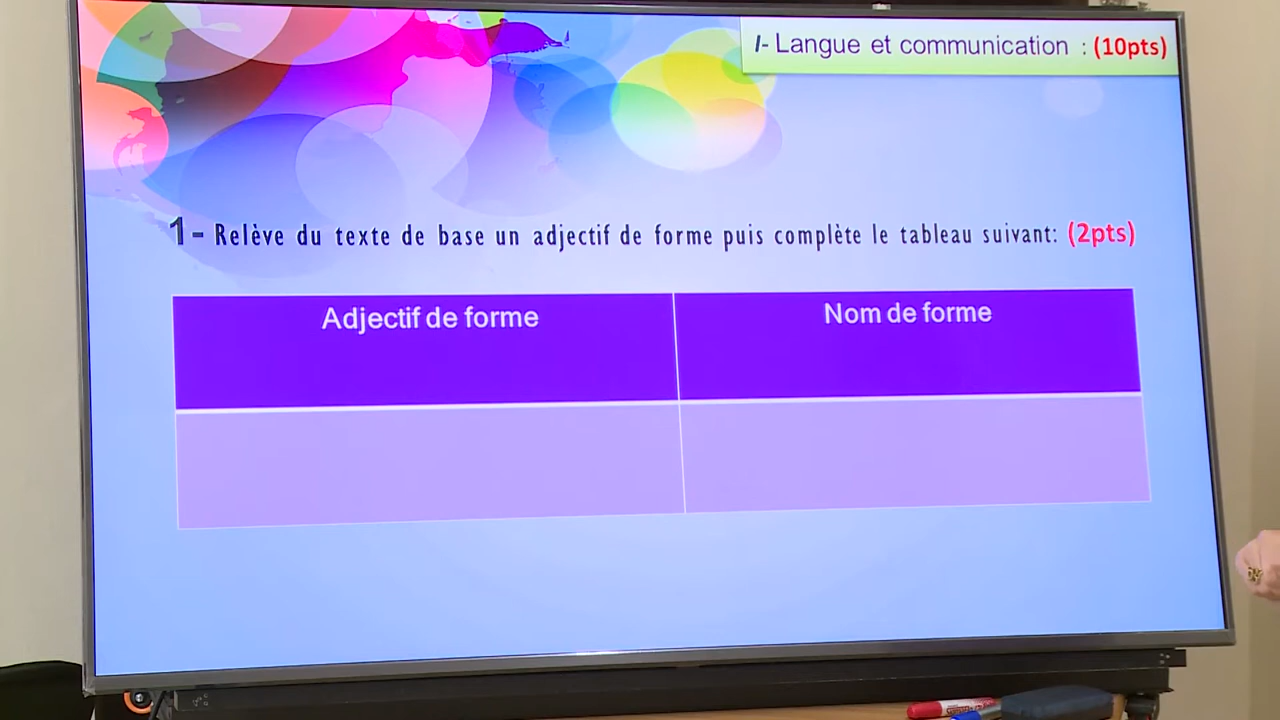 I- Langue et communication : (10pts)
1- Relève du texte de base un adjectif de forme puis complète le tableau suivant: (2pts)
Adjectif de forme
Nom de forme